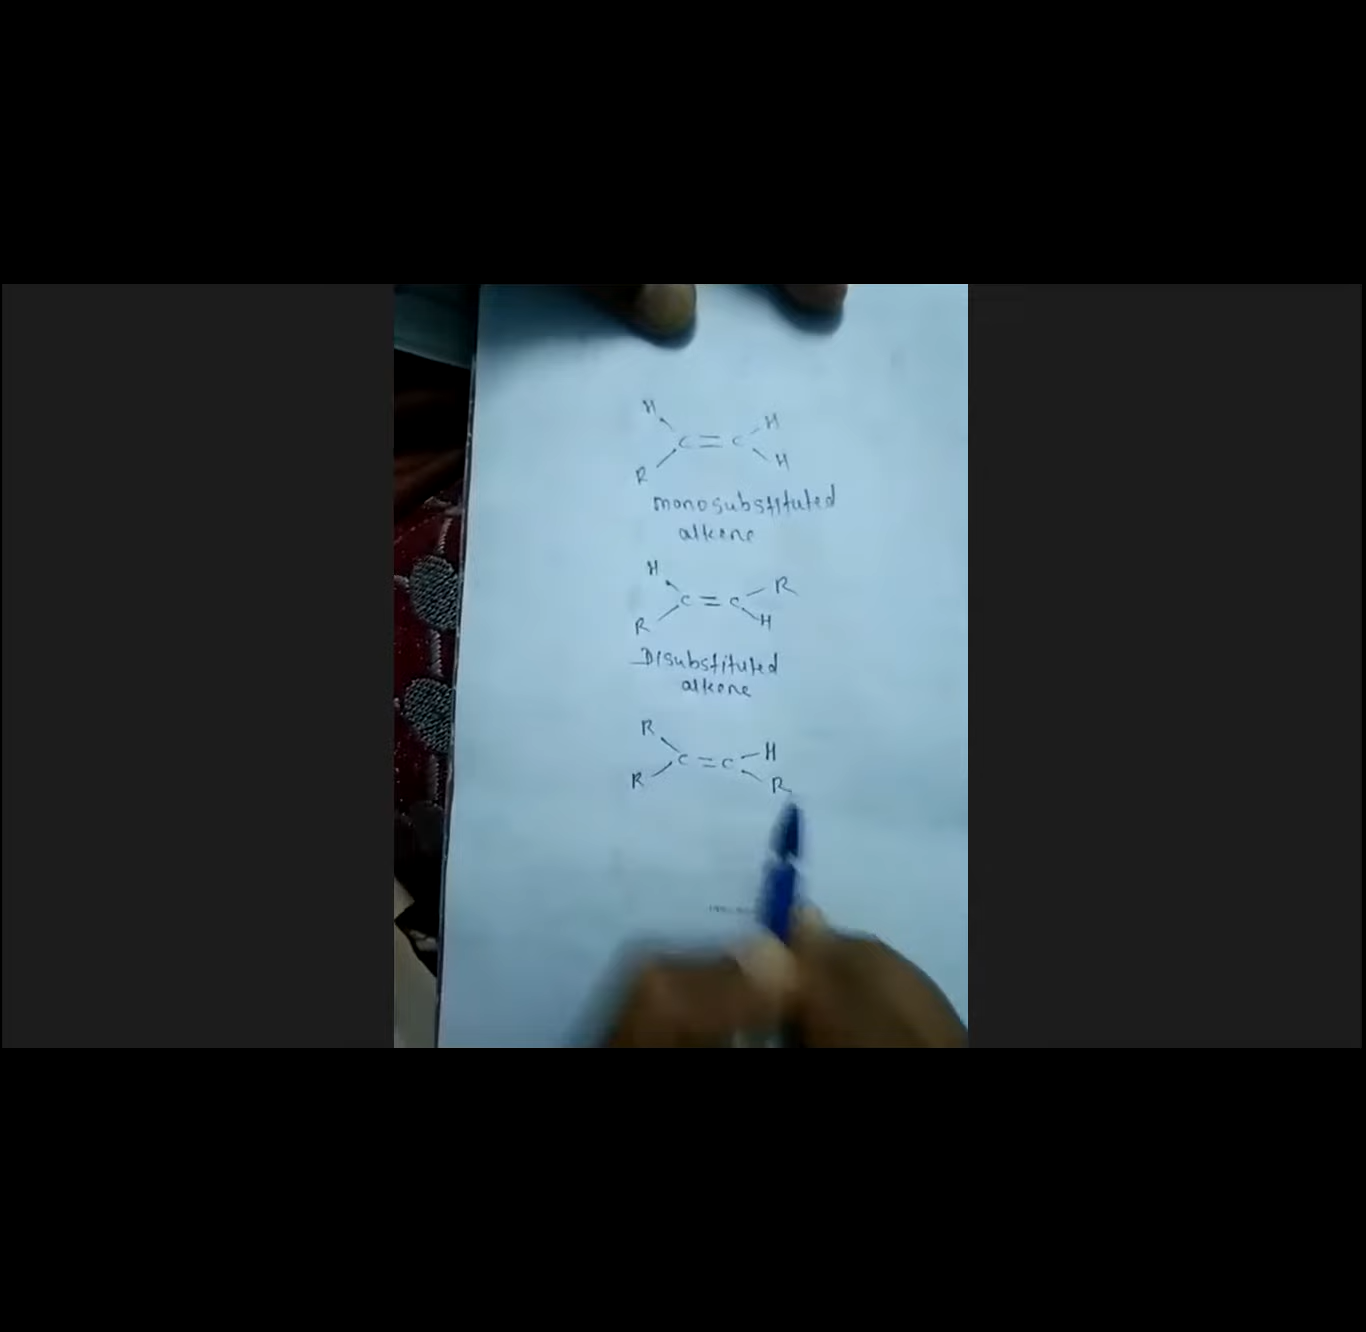 H H
C = C
R H
monosubstituted
alkene
H R
C = C
R H
Disubstituted
alkene
R H
C = C
R R